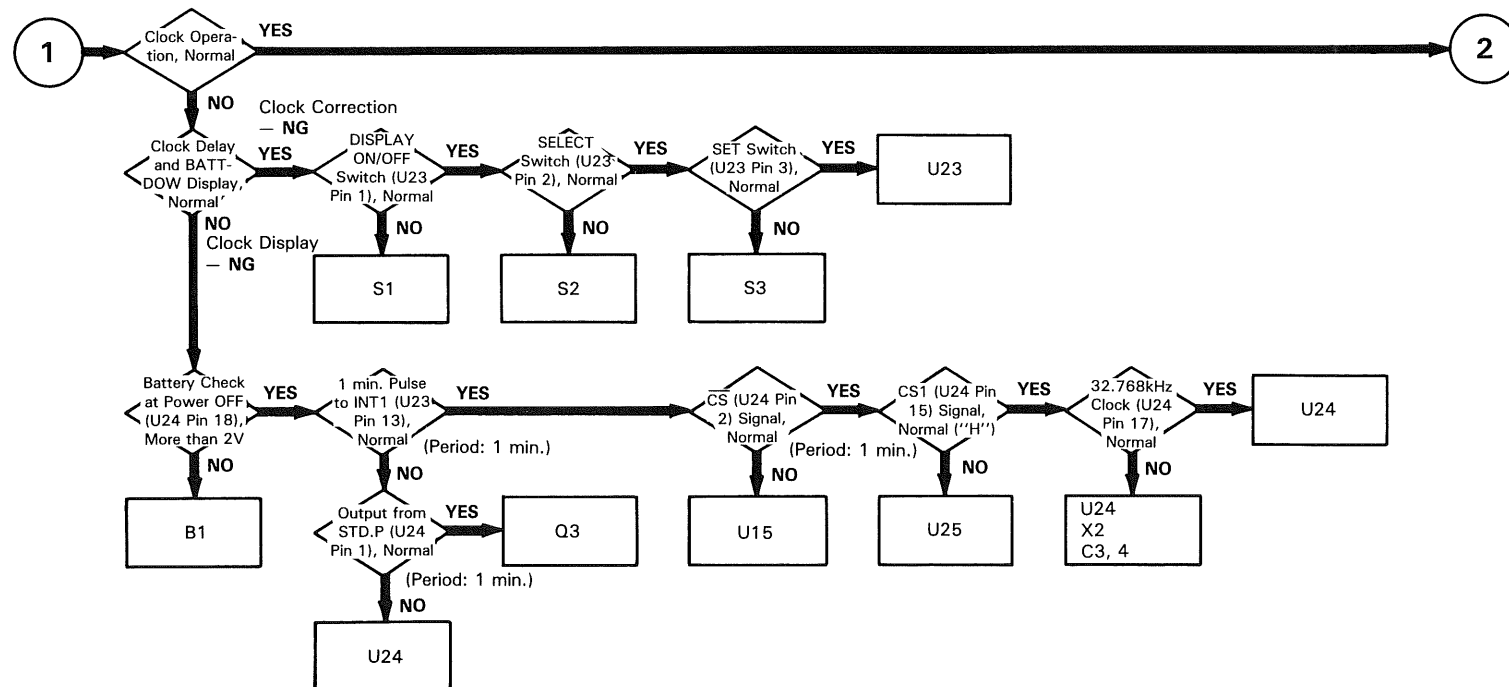 1
Clock Opera-
tion, Normal
YES
2
NO
Clock Correction
— NG
Clock Delay
and BATT-
DOW Display,
Normal
YES
DISPLAY
ON/OFF
Switch (U23
Pin 1), Normal
YES
SELECT
Switch (U23
Pin 2), Normal
YES
SET Switch
(U23 Pin 3),
Normal
YES
U23
NO
Clock Display
— NG
NO
S1
NO
S2
NO
S3
Battery Check
at Power OFF
(U24 Pin 18),
More than 2V
YES
1 min. Pulse
to INT1 (U23
Pin 13),
Normal
(Period: 1 min.)
YES
C̅S̅ (U24 Pin
2) Signal,
Normal
(Period: 1 min.)
YES
CS1 (U24 Pin
15) Signal,
Normal (''H'')
YES
32.768kHz
Clock (U24
Pin 17),
Normal
YES
U24
NO
B1
NO
Output from
STD.P (U24
Pin 1), Normal
(Period: 1 min.)
YES
Q3
NO
U24
NO
U15
NO
U25
NO
U24
X2
C3, 4